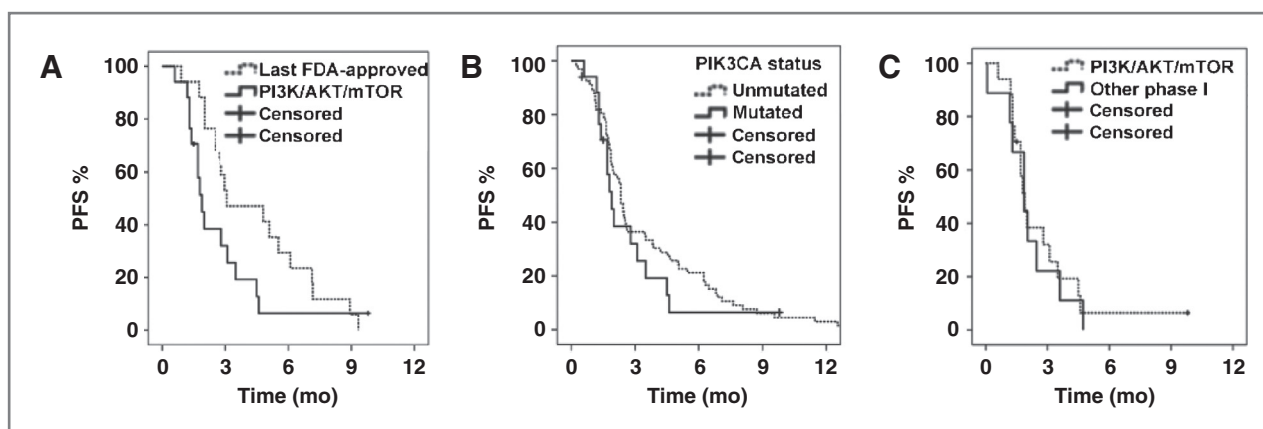 A
PFS %
100
80
60
40
20
0
Last FDA-approved
PI3K/AKT/mTOR
Censored
Censored
0 3 6 9 12
Time (mo)
B
PFS %
100
80
60
40
20
0
PIK3CA status
Unmutated
Mutated
Censored
Censored
0 3 6 9 12
Time (mo)
C
PFS %
100
80
60
40
20
0
PI3K/AKT/mTOR
Other phase I
Censored
Censored
0 3 6 9 12
Time (mo)